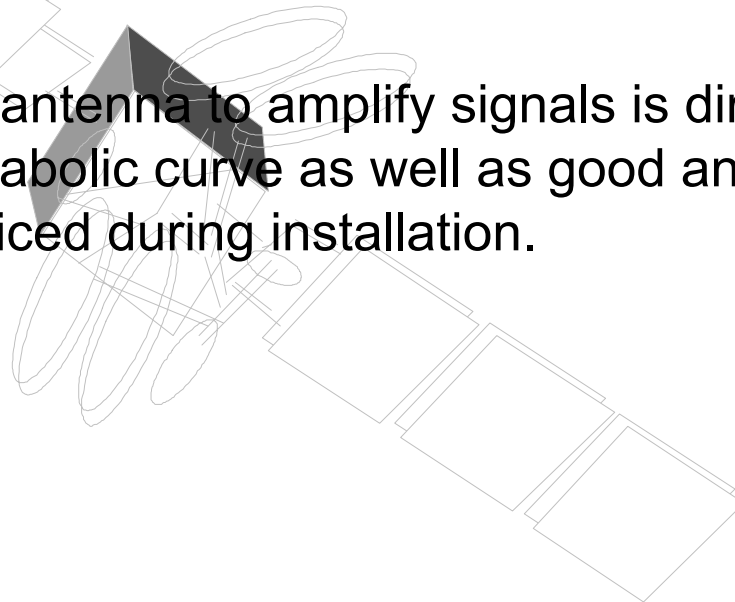 antenna to amplify signals is dir
abolic curve as well as good an
iced during installation.